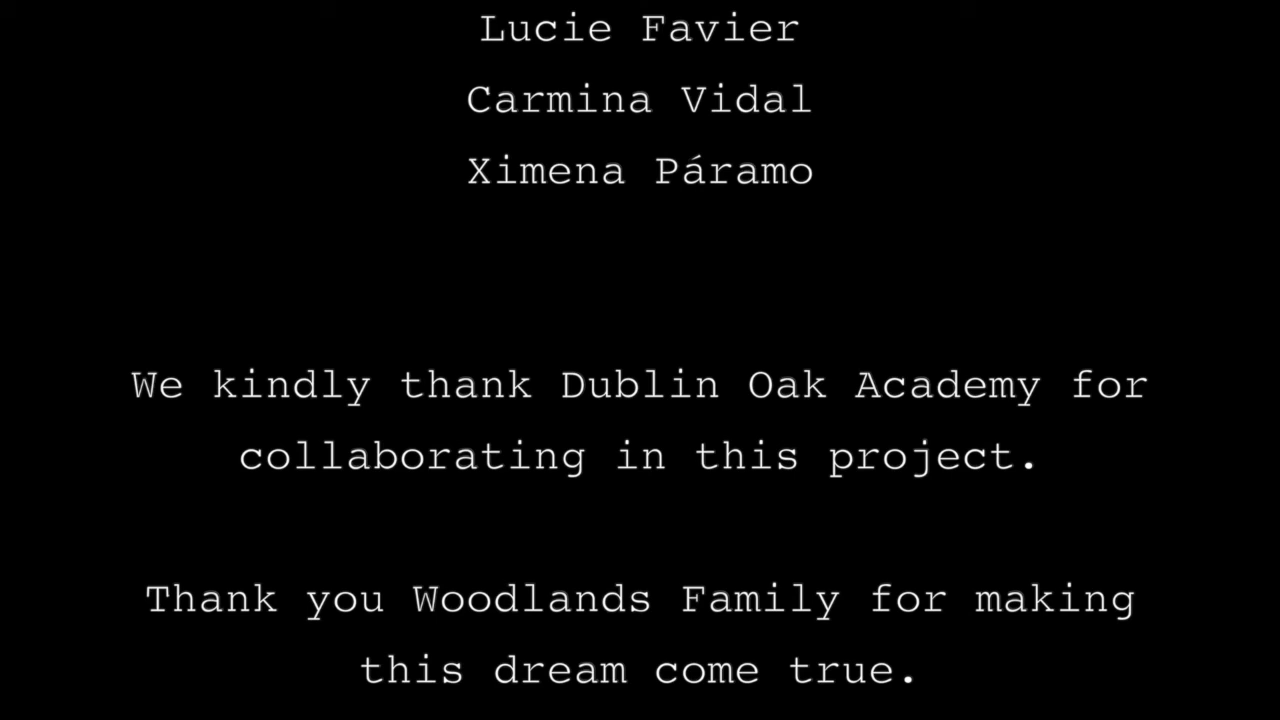 Lucie Favier
Carmina Vidal
Ximena Páramo
We kindly thank Dublin Oak Academy for
collaborating in this project.
Thank you Woodlands Family for making
this dream come true.